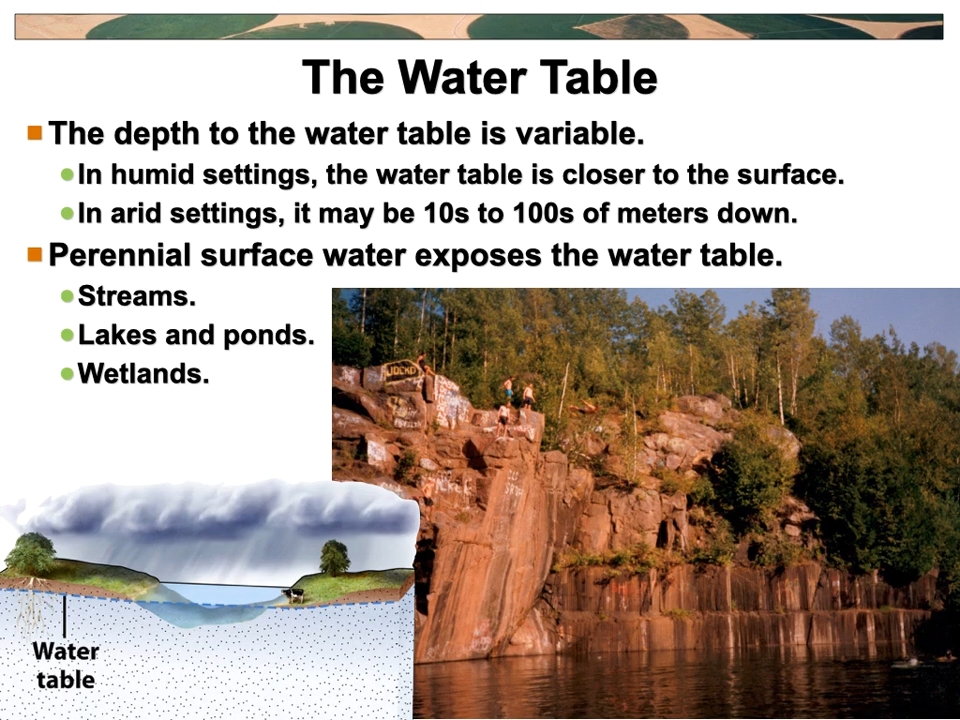 The Water Table
The depth to the water table is variable.
In humid settings, the water table is closer to the surface.
In arid settings, it may be 10s to 100s of meters down.
Perennial surface water exposes the water table.
Streams.
Lakes and ponds.
Wetlands.
JOCKO
Water
table